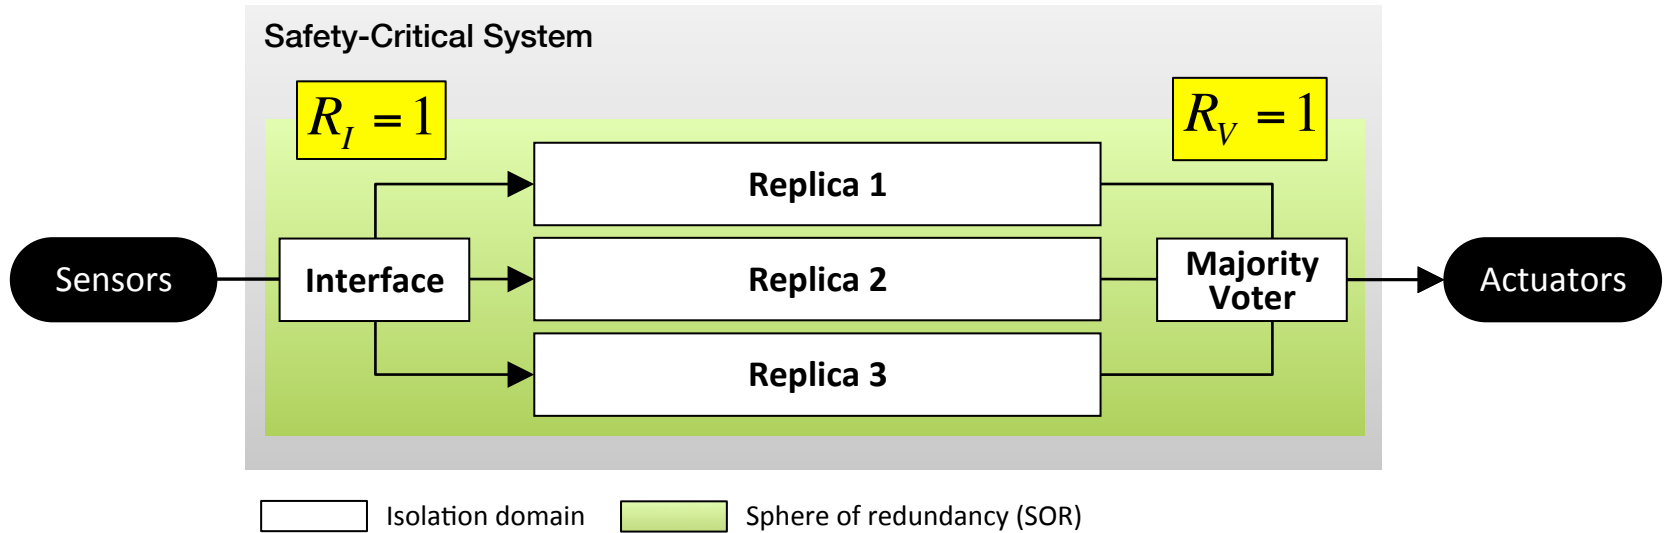 Safety-Critical System
R_I = 1
R_V = 1
Replica 1
Sensors
Interface
Replica 2
Majority
Voter
Actuators
Replica 3
Isolation domain
Sphere of redundancy (SOR)